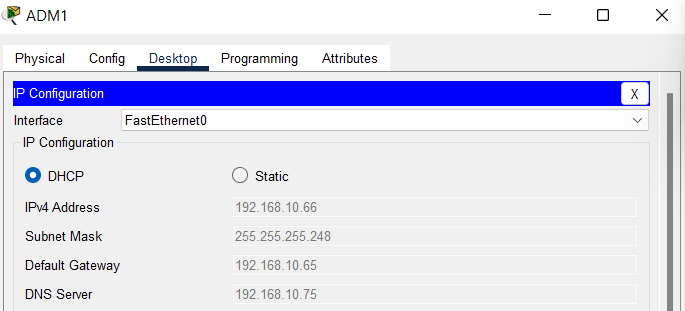 ADM1
Physical Config Desktop Programming Attributes
IP Configuration X
Interface FastEthernet0
IP Configuration
DHCP Static
IPv4 Address 192.168.10.66
Subnet Mask 255.255.255.248
Default Gateway 192.168.10.65
DNS Server 192.168.10.75